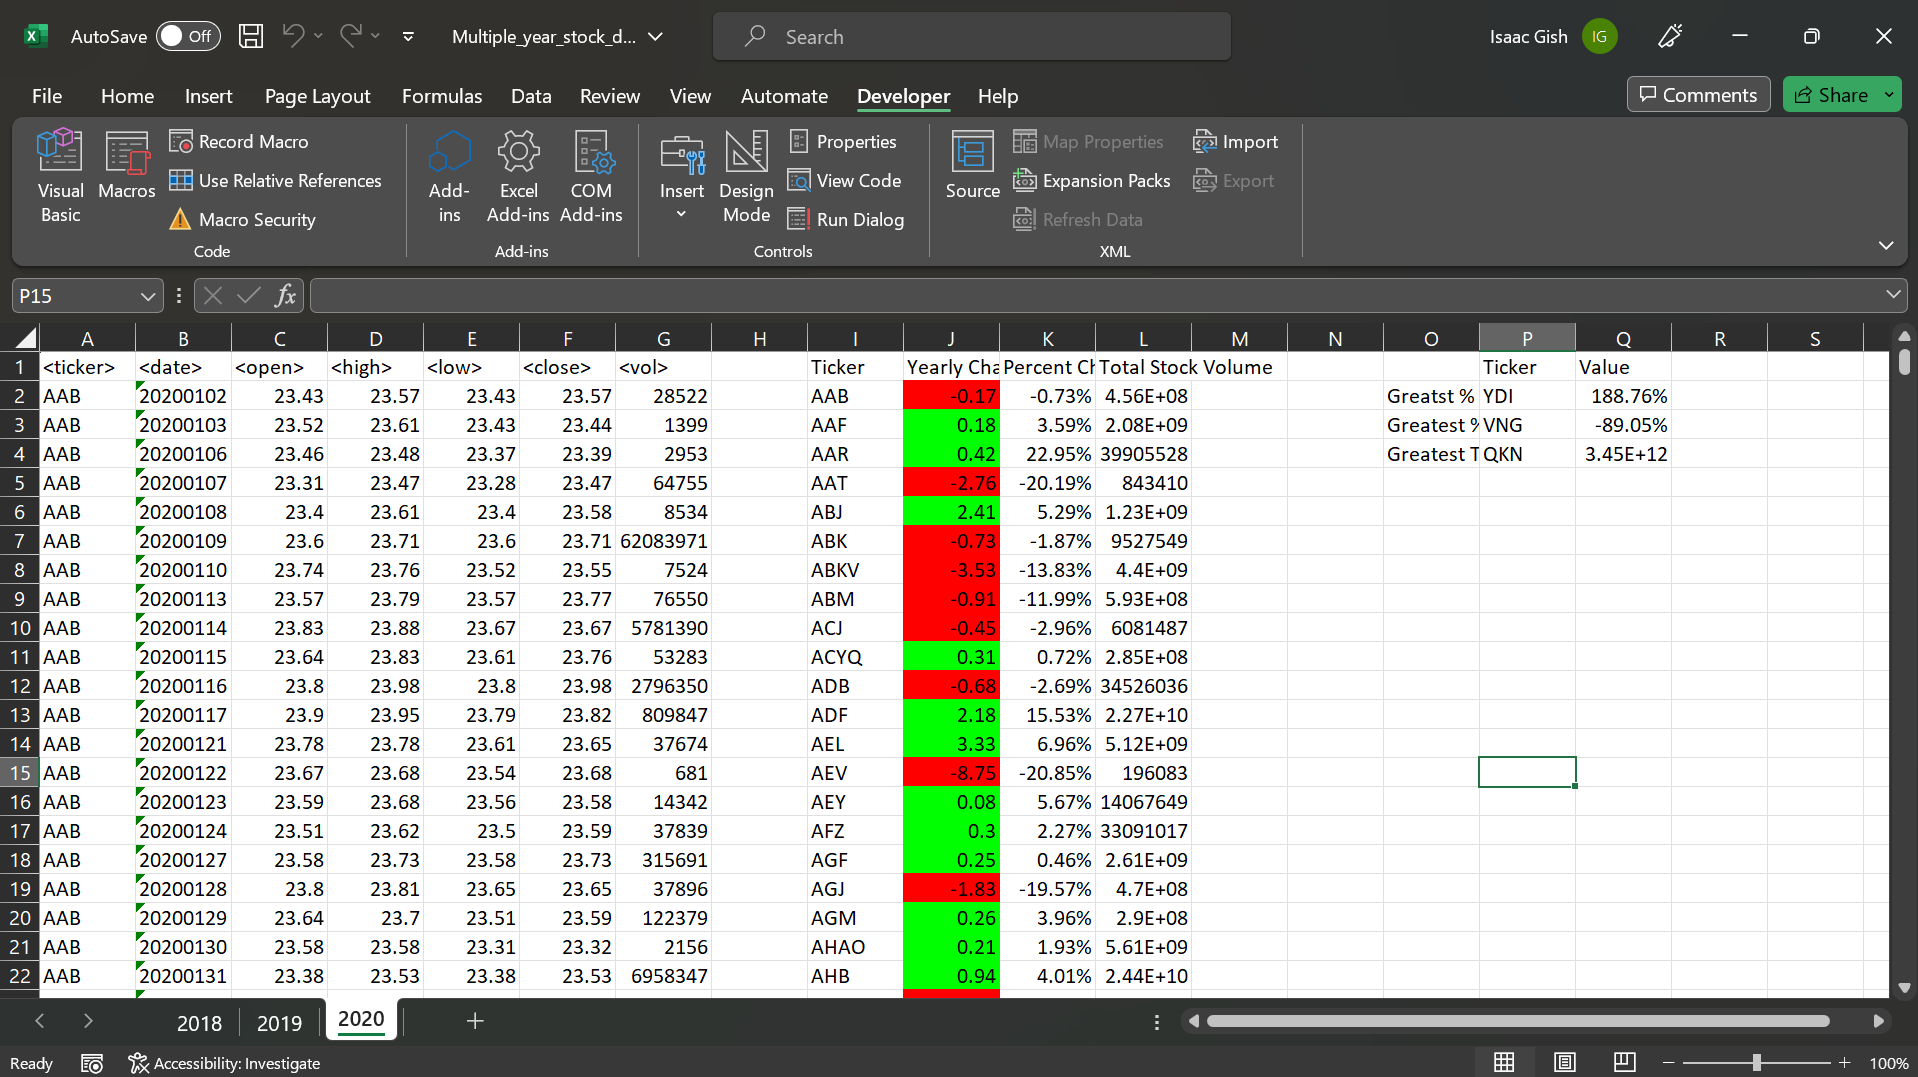 AutoSave Off Multiple_year_stock_d... Search Isaac Gish IG
File Home Insert Page Layout Formulas Data Review View Automate Developer Help Comments Share
Visual Basic Macros Record Macro Use Relative References Macro Security Code
Add-ins Excel Add-ins COM Add-ins Add-ins
Insert Design Mode Properties View Code Run Dialog Controls
Source Map Properties Expansion Packs Refresh Data Import Export XML
P15 fx
A B C D E F G H I J K L M N O P Q R S
1 <ticker> <date> <open> <high> <low> <close> <vol> Ticker Yearly Cha Percent Ch Total Stock Volume Ticker Value
2 AAB 20200102 23.43 23.57 23.43 23.57 28522 AAB -0.17 -0.73% 4.56E+08 Greatst % YDI 188.76%
3 AAB 20200103 23.52 23.61 23.43 23.44 1399 AAF 0.18 3.59% 2.08E+09 Greatest % VNG -89.05%
4 AAB 20200106 23.46 23.48 23.37 23.39 2953 AAR 0.42 22.95% 39905528 Greatest T QKN 3.45E+12
5 AAB 20200107 23.31 23.47 23.28 23.47 64755 AAT -2.76 -20.19% 843410
6 AAB 20200108 23.4 23.61 23.4 23.58 8534 ABJ 2.41 5.29% 1.23E+09
7 AAB 20200109 23.6 23.71 23.6 23.71 62083971 ABK -0.73 -1.87% 9527549
8 AAB 20200110 23.74 23.76 23.52 23.55 7524 ABKV -3.53 -13.83% 4.4E+09
9 AAB 20200113 23.57 23.79 23.57 23.77 76550 ABM -0.91 -11.99% 5.93E+08
10 AAB 20200114 23.83 23.88 23.67 23.67 5781390 ACJ -0.45 -2.96% 6081487
11 AAB 20200115 23.64 23.83 23.61 23.76 53283 ACYQ 0.31 0.72% 2.85E+08
12 AAB 20200116 23.8 23.98 23.8 23.98 2796350 ADB -0.68 -2.69% 34526036
13 AAB 20200117 23.9 23.95 23.79 23.82 809847 ADF 2.18 15.53% 2.27E+10
14 AAB 20200121 23.78 23.78 23.61 23.65 37674 AEL 3.33 6.96% 5.12E+09
15 AAB 20200122 23.67 23.68 23.54 23.68 681 AEV -8.75 -20.85% 196083
16 AAB 20200123 23.59 23.68 23.56 23.58 14342 AEY 0.08 5.67% 14067649
17 AAB 20200124 23.51 23.62 23.5 23.59 37839 AFZ 0.3 2.27% 33091017
18 AAB 20200127 23.58 23.73 23.58 23.73 315691 AGF 0.25 0.46% 2.61E+09
19 AAB 20200128 23.8 23.81 23.65 23.65 37896 AGJ -1.83 -19.57% 4.7E+08
20 AAB 20200129 23.64 23.7 23.51 23.59 122379 AGM 0.26 3.96% 2.9E+08
21 AAB 20200130 23.58 23.58 23.31 23.32 2156 AHAO 0.21 1.93% 5.61E+09
22 AAB 20200131 23.38 23.53 23.38 23.53 6958347 AHB 0.94 4.01% 2.44E+10
2018 2019 2020
Ready Accessibility: Investigate 100%